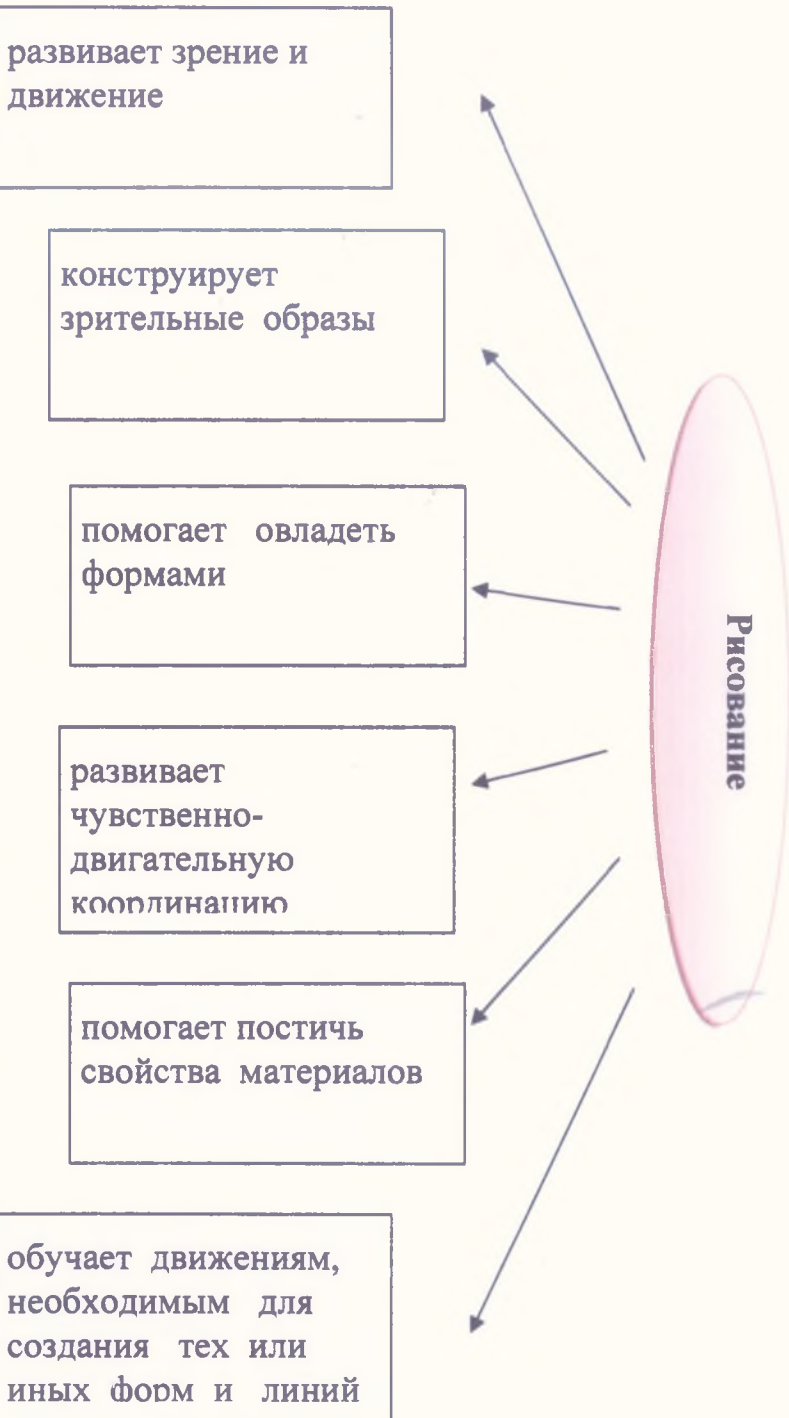 развивает зрение и
движение
конструирует
зрительные образы
помогает овладеть
формами
развивает
чувственно-
двигательную
координацию
помогает постичь
свойства материалов
обучает движениям,
необходимым для
создания тех или
иных форм и линий
Рисование